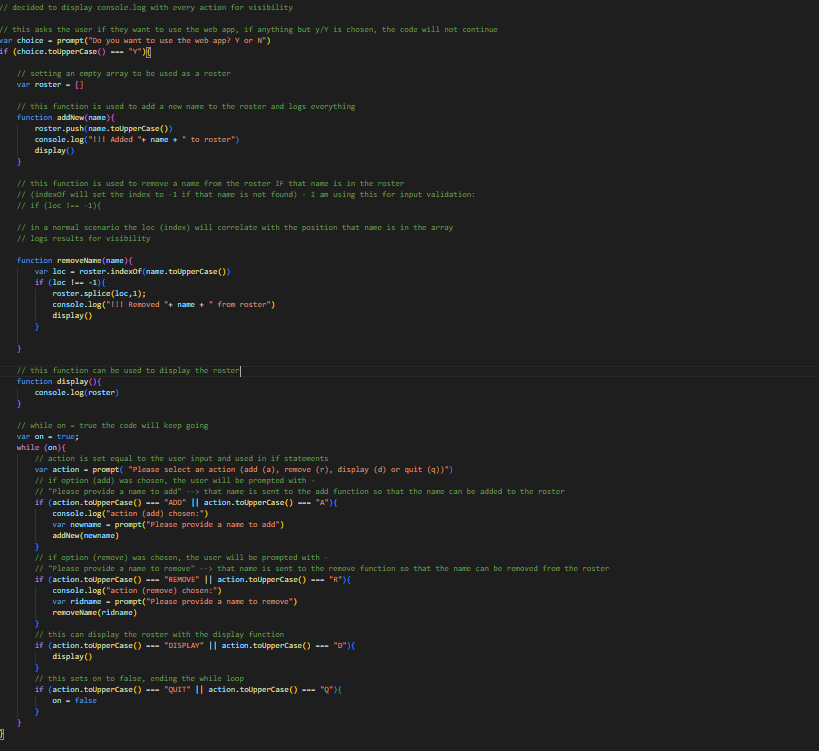 // decided to display console.log with every action for visibility
// this asks the user if they want to use the web app, if anything but y/Y is chosen, the code will not continue
var choice = prompt("Do you want to use the web app? Y or N")
if (choice.toUpperCase() === "Y"){
// setting an empty array to be used as a roster
var roster = []
// this function is used to add a new name to the roster and logs everything
function addNew(name){
roster.push(name.toUpperCase())
console.log("!!! Added "+ name + " to roster")
display()
}
// this function is used to remove a name from the roster IF that name is in the roster
// (indexOf will set the index to -1 if that name is not found) - I am using this for input validation:
// if (loc !== -1){
// in a normal scenario the loc (index) will correlate with the position that name is in the array
// logs results for visibility
function removeName(name){
var loc = roster.indexOf(name.toUpperCase())
if (loc !== -1){
roster.splice(loc,1);
console.log("!!! Removed "+ name + " from roster")
display()
}
}
// this function can be used to display the roster
function display(){
console.log(roster)
}
// while on = true the code will keep going
var on = true;
while (on){
// action is set equal to the user input and used in if statements
var action = prompt( "Please select an action (add (a), remove (r), display (d) or quit (q))")
// if option (add) was chosen, the user will be prompted with -
// "Please provide a name to add" --> that name is sent to the add function so that the name can be added to the roster
if (action.toUpperCase() === "ADD" || action.toUpperCase() === "A"){
console.log("action (add) chosen:")
var newname = prompt("Please provide a name to add")
addNew(newname)
}
// if option (remove) was chosen, the user will be prompted with -
// "Please provide a name to remove" --> that name is sent to the remove function so that the name can be removed from the roster
if (action.toUpperCase() === "REMOVE" || action.toUpperCase() === "R"){
console.log("action (remove) chosen:")
var ridname = prompt("Please provide a name to remove")
removeName(ridname)
}
// this can display the roster with the display function
if (action.toUpperCase() === "DISPLAY" || action.toUpperCase() === "D"){
display()
}
// this sets on to false, ending the while loop
if (action.toUpperCase() === "QUIT" || action.toUpperCase() === "Q"){
on = false
}
}
}